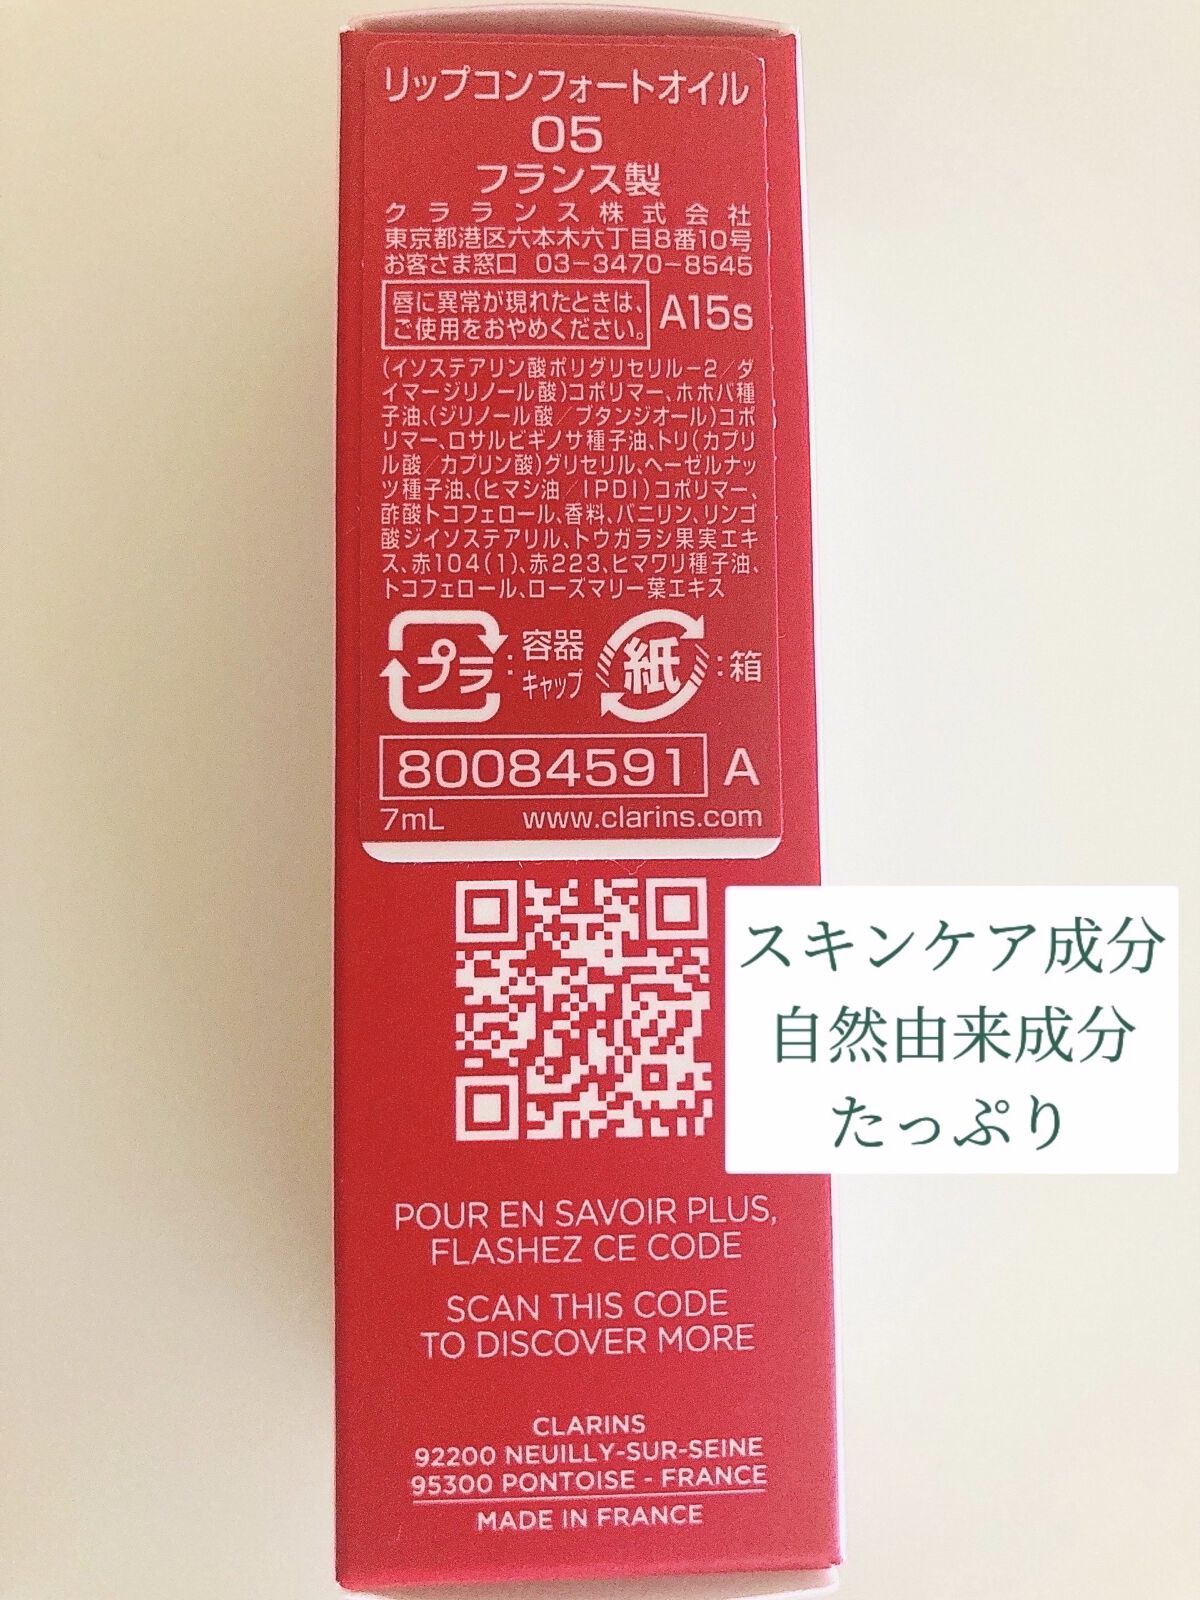 リップコンフォートオイル
05
フランス製
クラランス株式会社
東京都港区六本木六丁目8番10号
お客さま窓口 03-3470-8545
唇に異常が現れたときは、
ご使用をおやめください。
A15s
(イソステアリン酸ポリグリセリル-2/ダ
イマージリノール酸)コポリマー、ホホバ種
子油、(ジリノール酸/ブタンジオール)コポ
リマー、ロサルビギノサ種子油、トリ(カプリ
ル酸/カプリン酸)グリセリル、ヘーゼルナッ
ツ種子油、(ヒマシ油/IPDI)コポリマー、
酢酸トコフェロール、香料、バニリン、リンゴ
酸ジイソステアリル、トウガラシ果実エキ
ス、赤104(1)、赤223、ヒマワリ種子油、
トコフェロール、ローズマリー葉エキス
プラ
:容器
キャップ
紙
:箱
80084591 A
7mL www.clarins.com
スキンケア成分
自然由来成分
たっぷり
POUR EN SAVOIR PLUS,
FLASHEZ CE CODE
SCAN THIS CODE
TO DISCOVER MORE
CLARINS
92200 NEUILLY-SUR-SEINE
95300 PONTOISE - FRANCE
MADE IN FRANCE